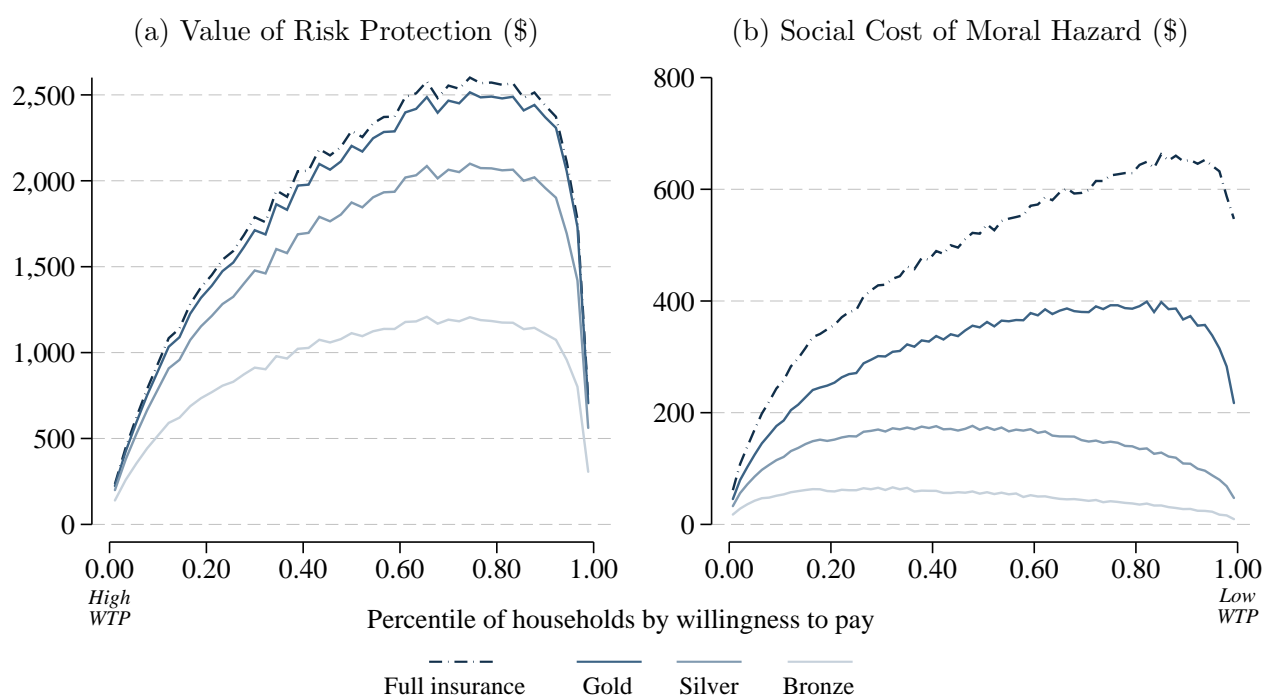 (a) Value of Risk Protection ($)
(b) Social Cost of Moral Hazard ($)
2,500
2,000
1,500
1,000
500
0
800
600
400
200
0
0.00 0.20 0.40 0.60 0.80 1.00
0.00 0.20 0.40 0.60 0.80 1.00
High
WTP
Low
WTP
Percentile of households by willingness to pay
Full insurance Gold Silver Bronze